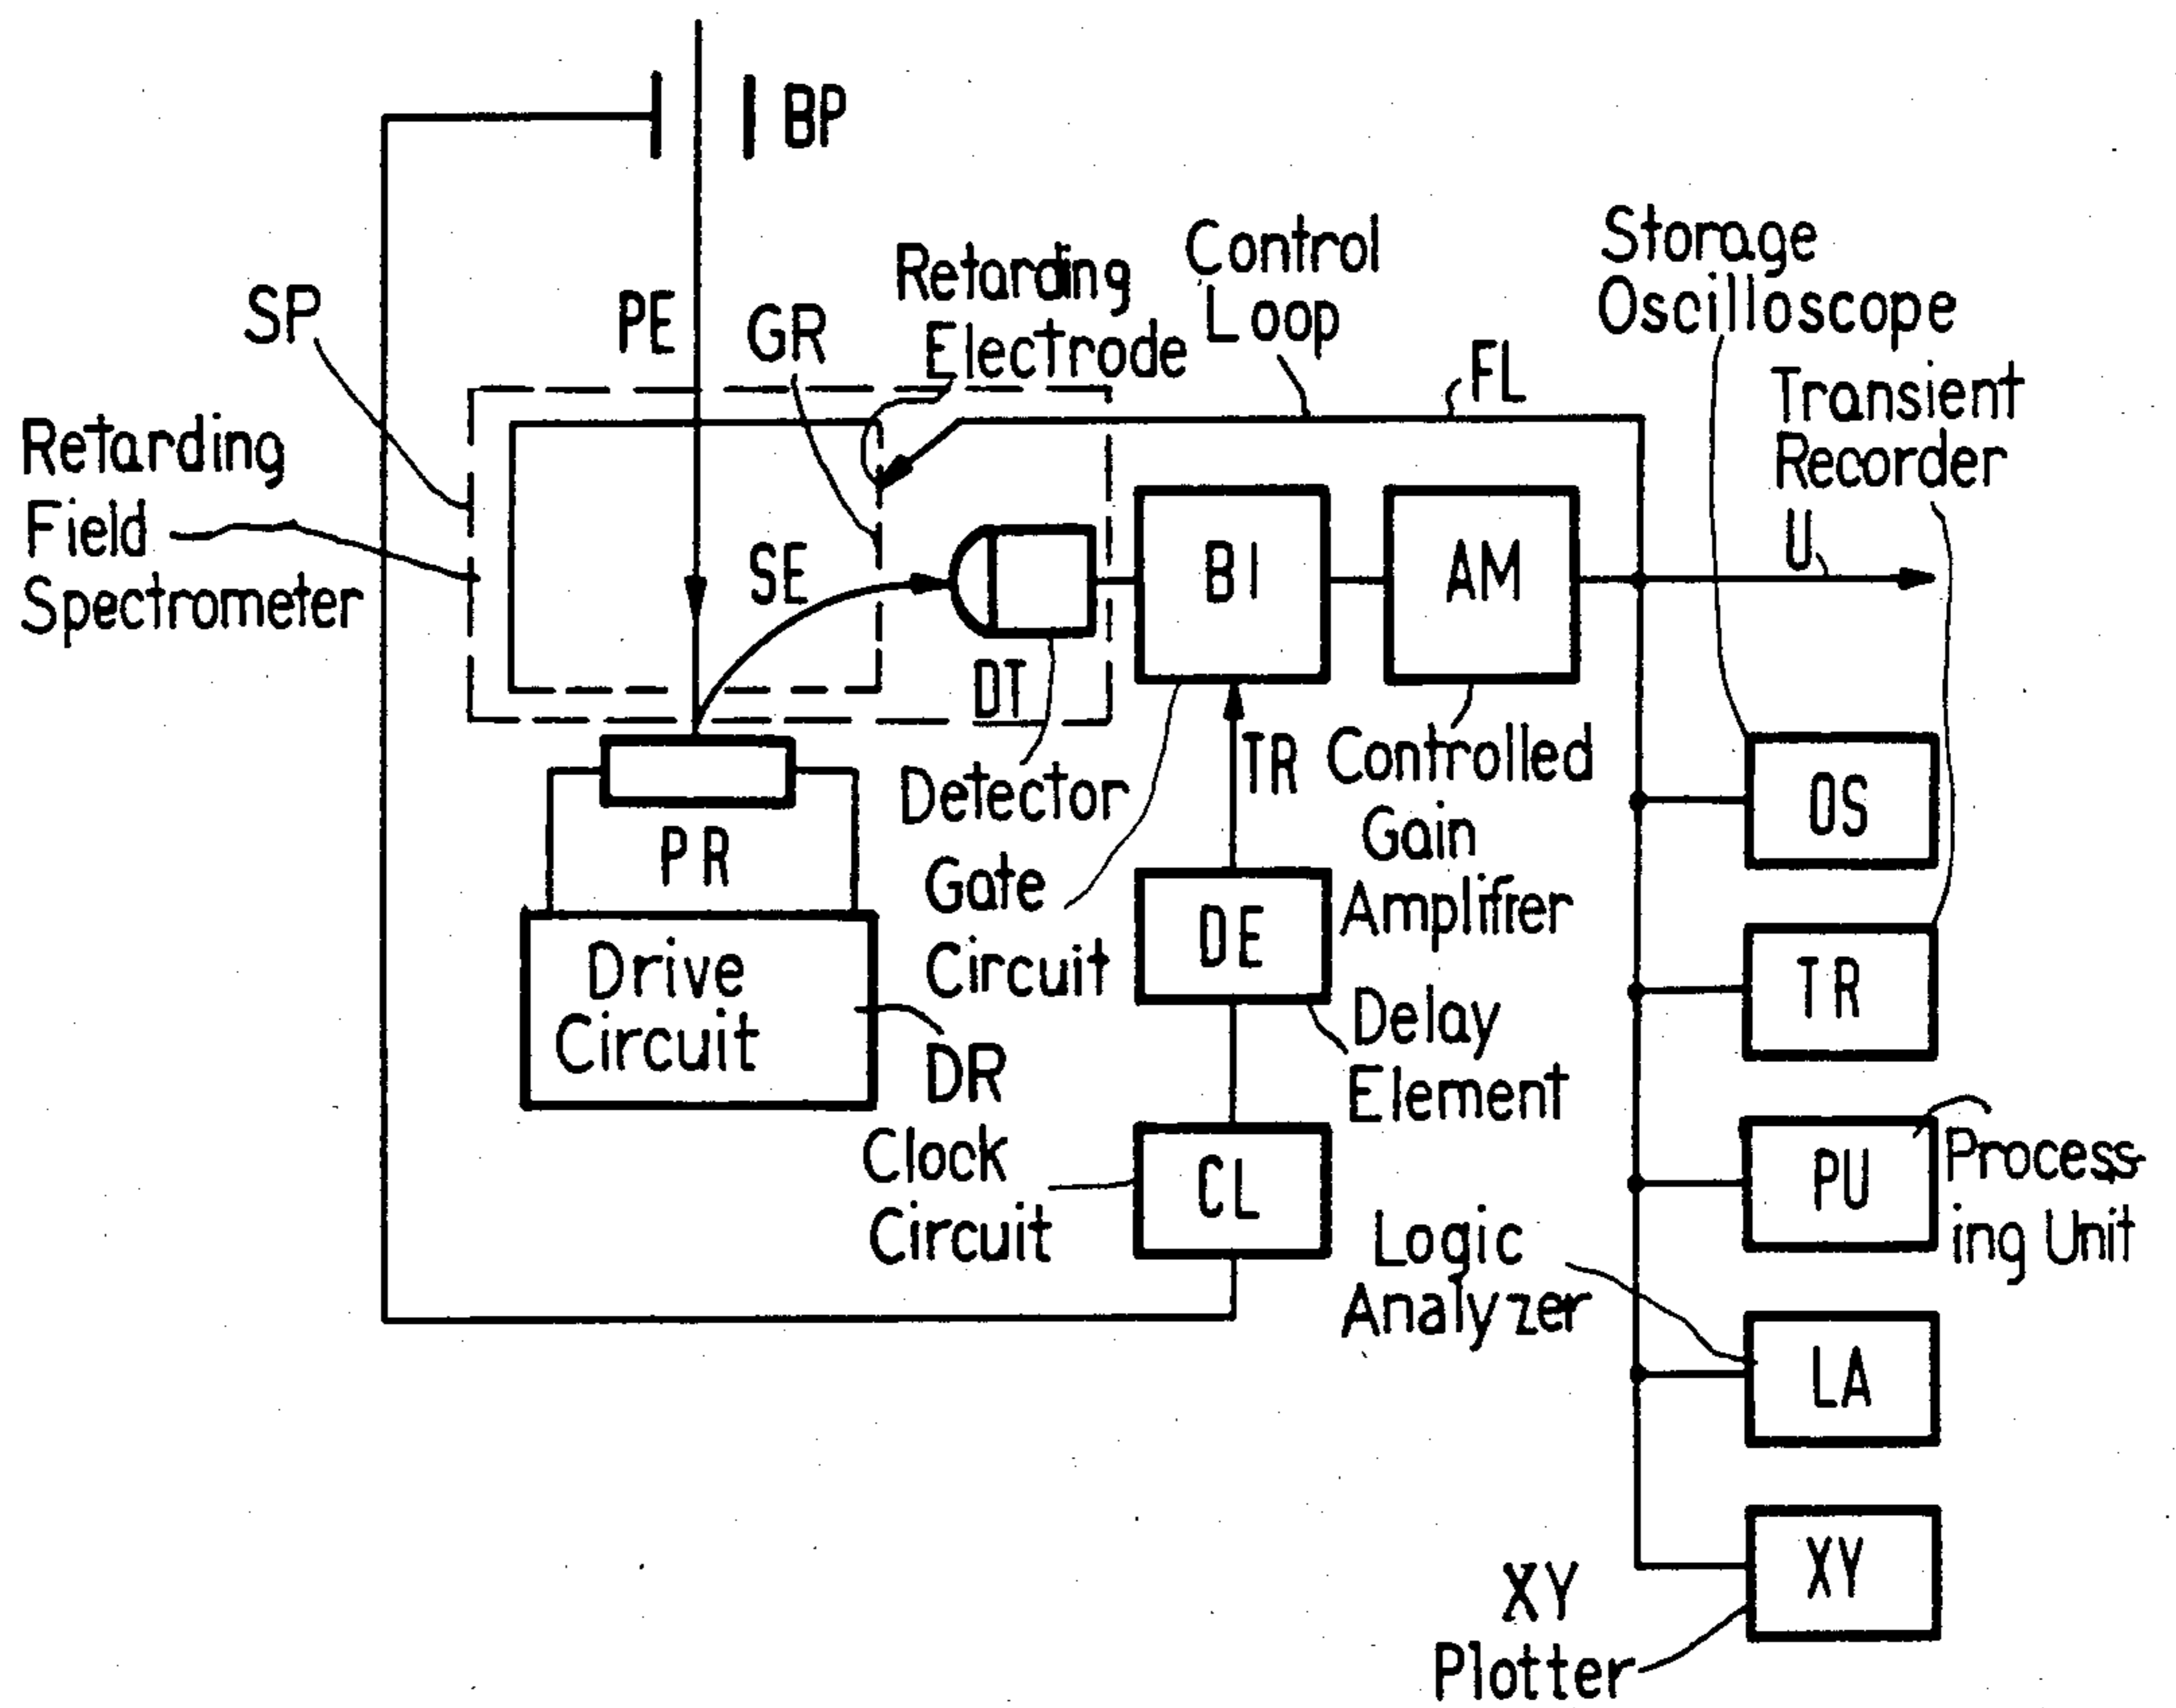 BP
SP
PE
GR
Retarding
Electrode
Control
Loop
FL
Storage
Oscilloscope
Transient
Recorder
U
Retarding
Field
Spectrometer
SE
DT
BI
AM
Detector
TR
Controlled
Gain
Amplifier
Gate
Circuit
PR
Drive
Circuit
DR
DE
Delay
Element
Clock
Circuit
CL
OS
TR
PU
Process-
ing Unit
Logic
Analyzer
LA
XY
Plotter
XY